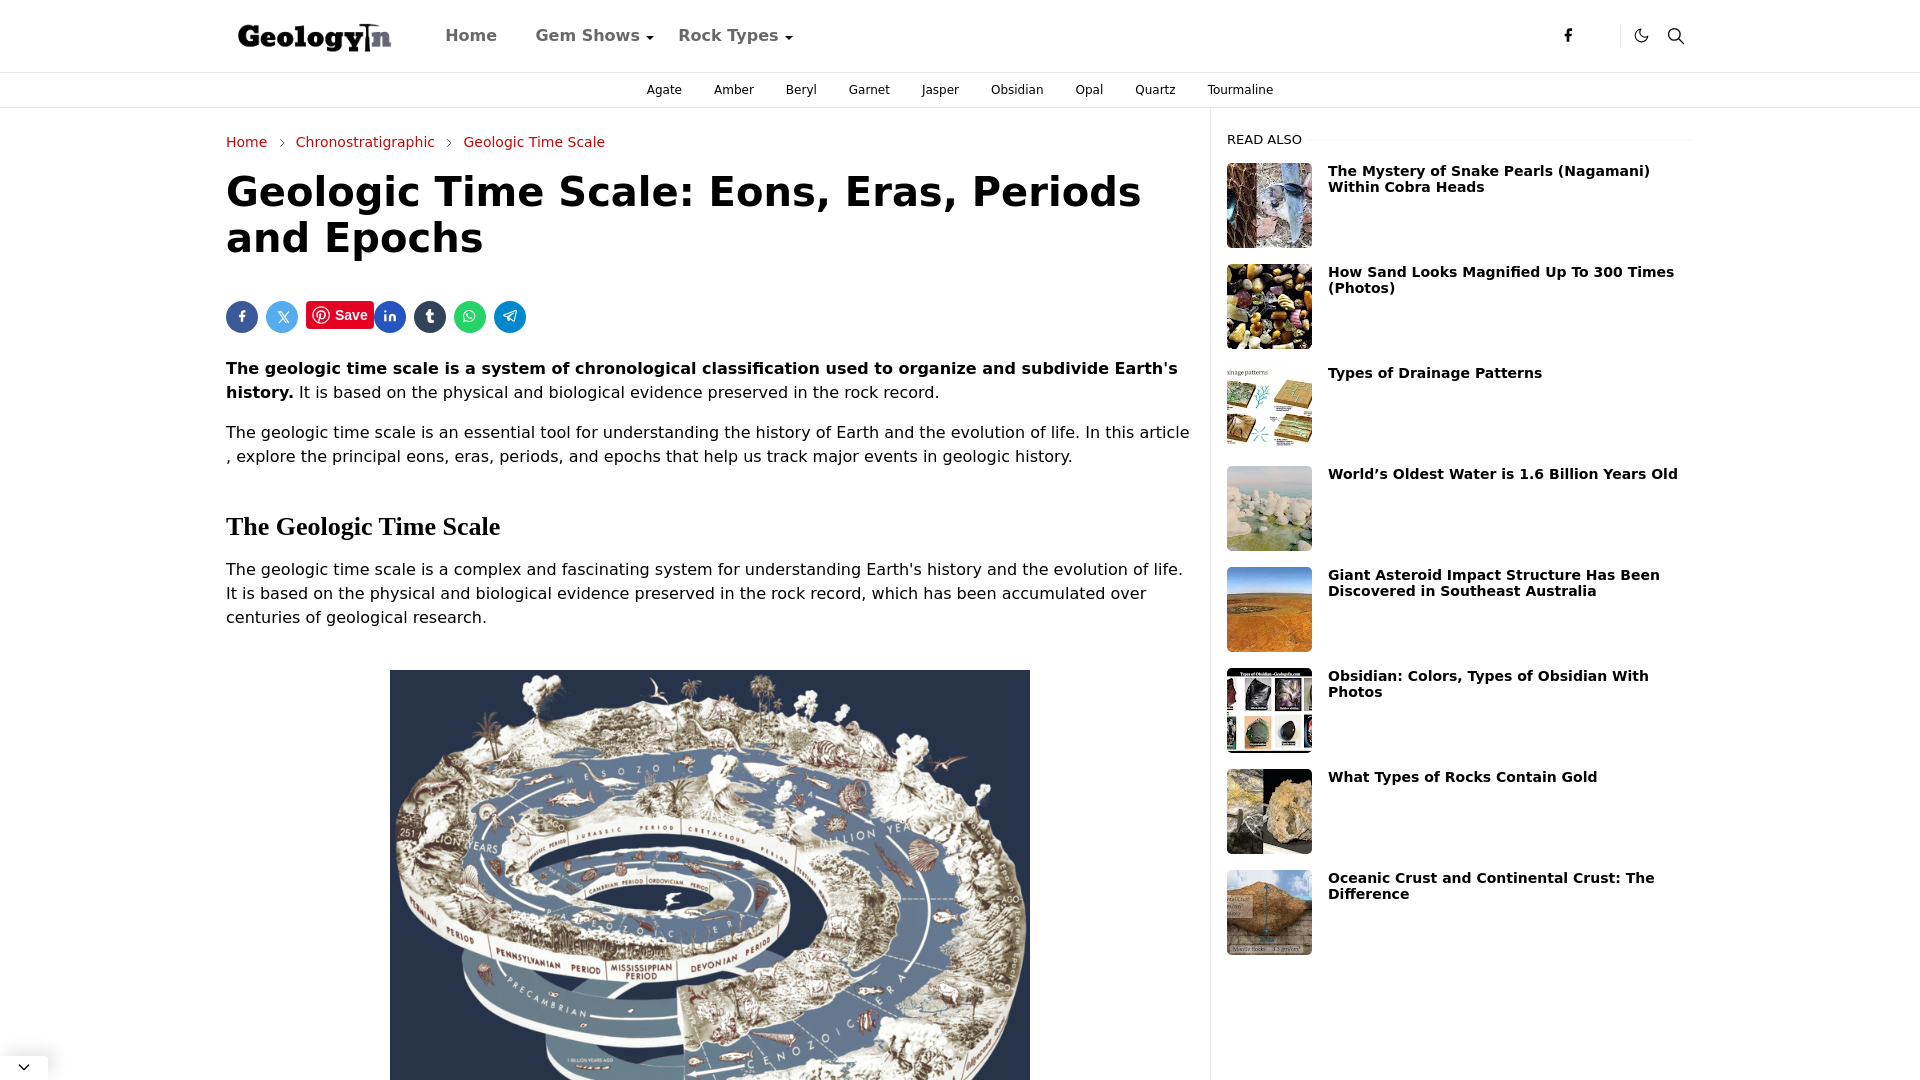 GeologyIn
Home
Gem Shows
Rock Types
Agate
Amber
Beryl
Garnet
Jasper
Obsidian
Opal
Quartz
Tourmaline
Home
Chronostratigraphic
Geologic Time Scale
Geologic Time Scale: Eons, Eras, Periods
and Epochs
Save
The geologic time scale is a system of chronological classification used to organize and subdivide Earth's
history. It is based on the physical and biological evidence preserved in the rock record.
The geologic time scale is an essential tool for understanding the history of Earth and the evolution of life. In this article
, explore the principal eons, eras, periods, and epochs that help us track major events in geologic history.
The Geologic Time Scale
The geologic time scale is a complex and fascinating system for understanding Earth's history and the evolution of life.
It is based on the physical and biological evidence preserved in the rock record, which has been accumulated over
centuries of geological research.
MESOZOIC
251 MILLION YEARS
MILLION YEARS AGO
JURASSIC PERIOD
CRETACEOUS PERIOD
CAMBRIAN PERIOD
ORDOVICIAN PERIOD
PALEOZOIC ERA
PERMIAN PERIOD
PENNSYLVANIAN PERIOD
MISSISSIPPIAN
PERIOD
DEVONIAN PERIOD
PRECAMBRIAN
CENOZOIC ERA
1 BILLION YEARS AGO
READ ALSO
The Mystery of Snake Pearls (Nagamani)
Within Cobra Heads
How Sand Looks Magnified Up To 300 Times
(Photos)
Types of Drainage Patterns
World’s Oldest Water is 1.6 Billion Years Old
Giant Asteroid Impact Structure Has Been
Discovered in Southeast Australia
Obsidian: Colors, Types of Obsidian With
Photos
What Types of Rocks Contain Gold
Oceanic Crust and Continental Crust: The
Difference